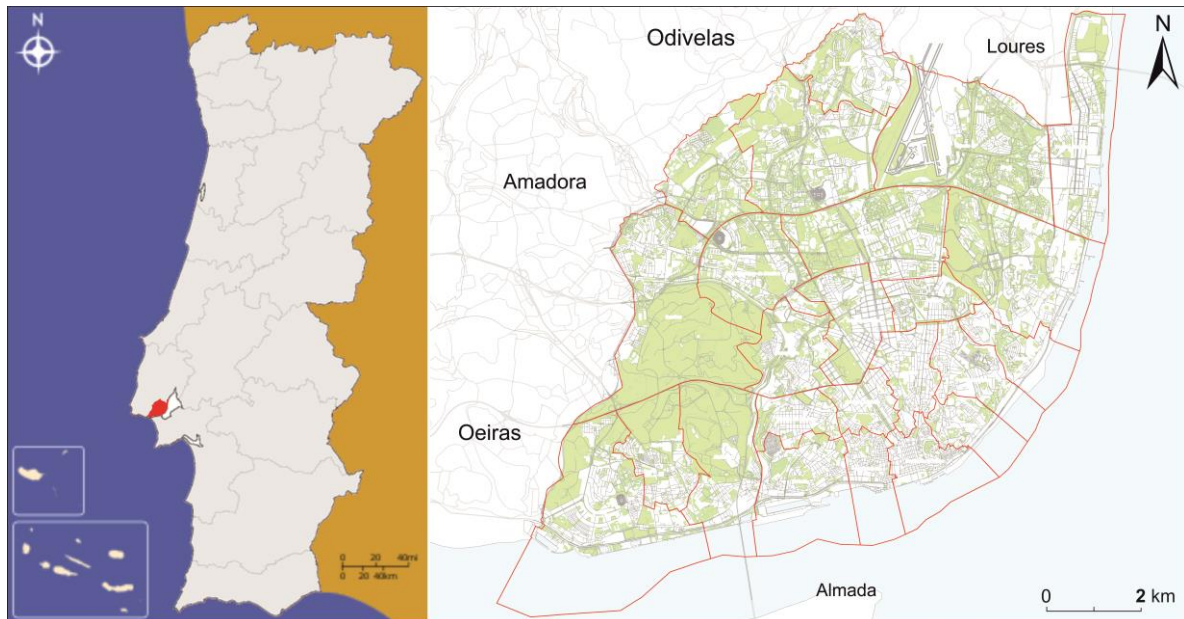 N
0 20 40mi
0 20 40km
Odivelas
Loures
N
Amadora
Oeiras
Almada
0 2 km